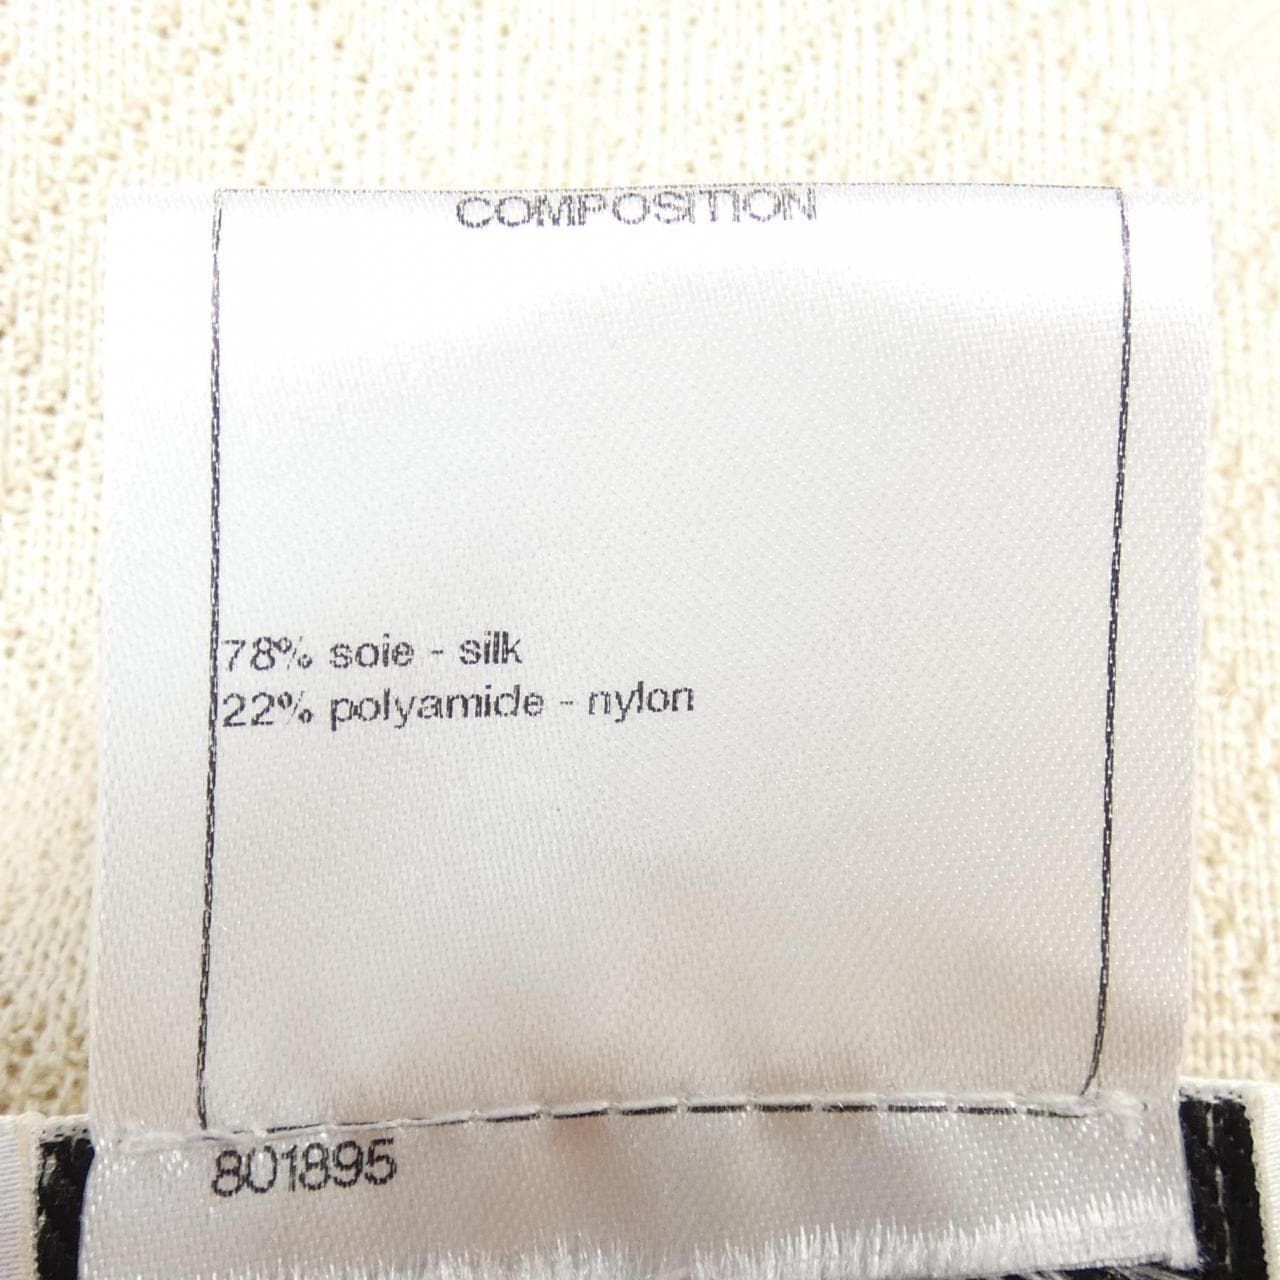 COMPOSITION
78% soie - silk
22% polyamide - nylon
801895